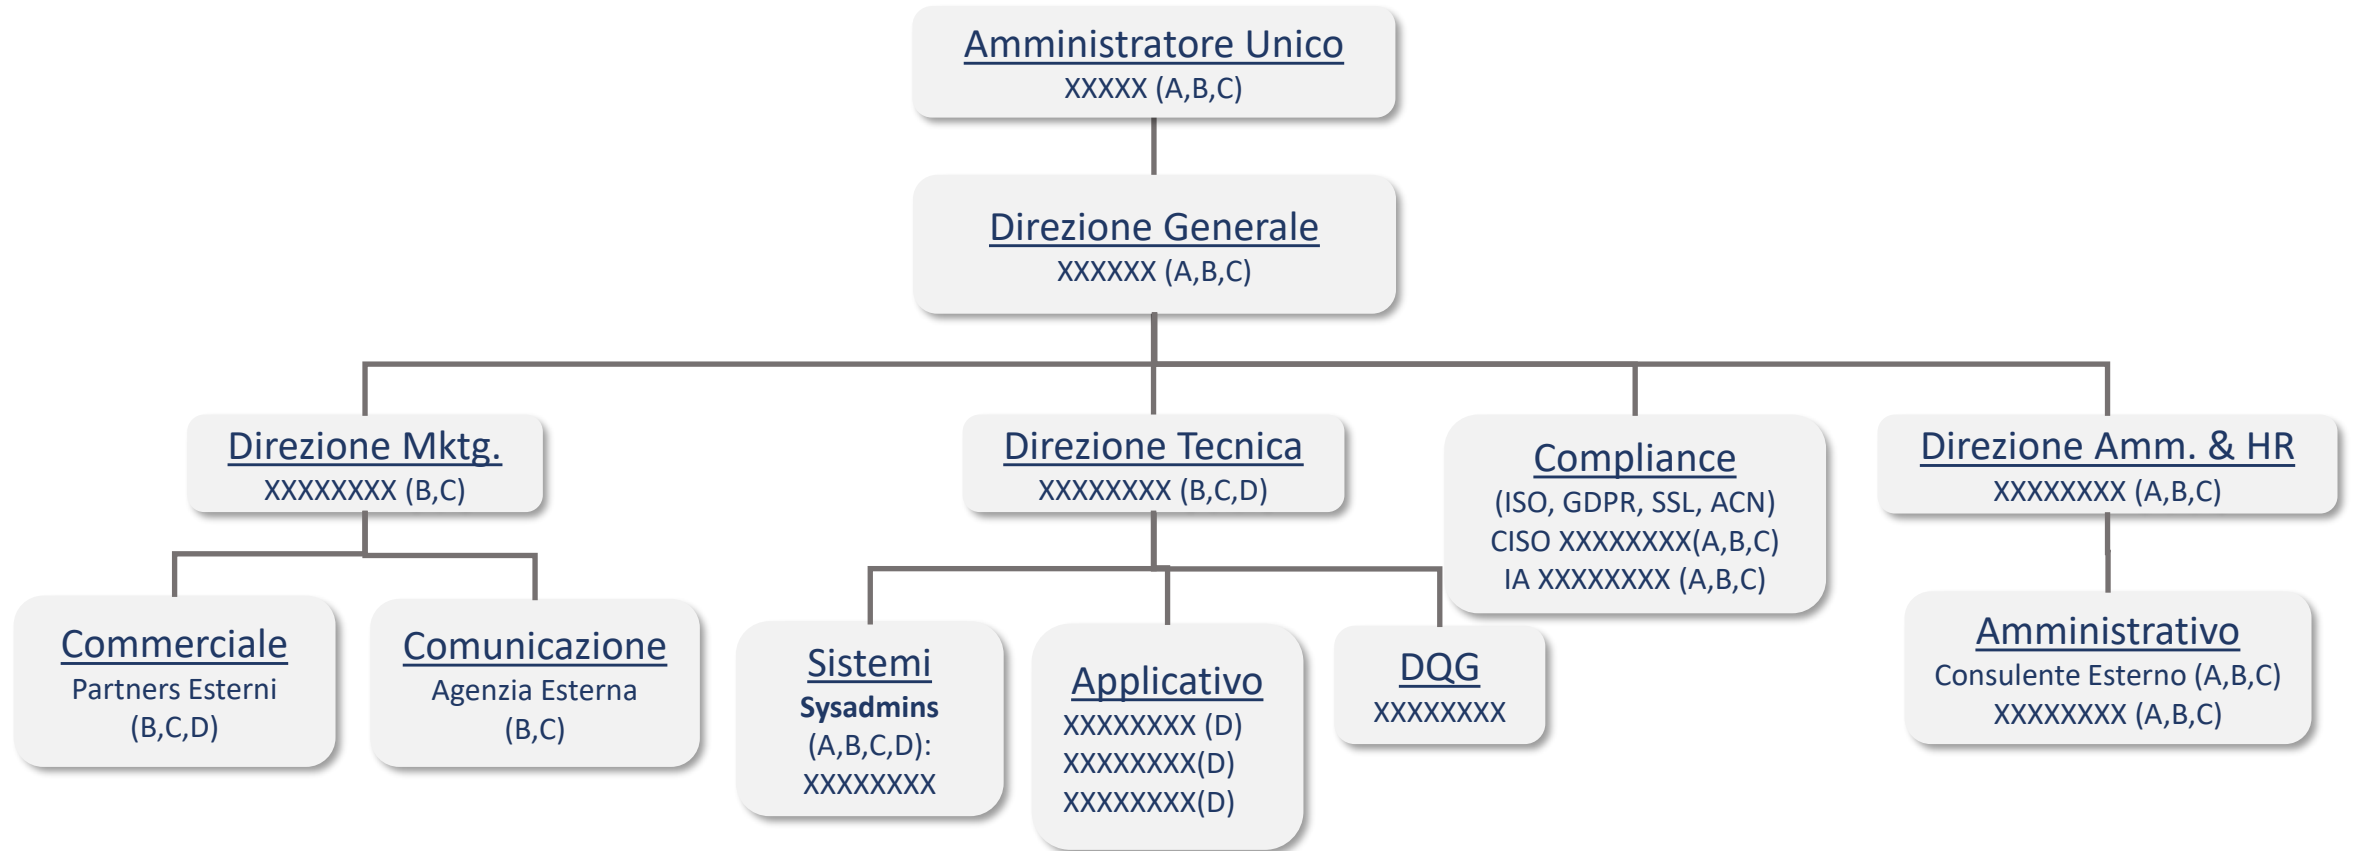 Amministratore Unico
XXXXX (A,B,C)
Direzione Generale
XXXXXX (A,B,C)
Direzione Mktg.
XXXXXXXX (B,C)
Direzione Tecnica
XXXXXXXX (B,C,D)
Compliance
(ISO, GDPR, SSL, ACN)
CISO XXXXXXXX(A,B,C)
IA XXXXXXXX (A,B,C)
Direzione Amm. & HR
XXXXXXXX (A,B,C)
Commerciale
Partners Esterni
(B,C,D)
Comunicazione
Agenzia Esterna
(B,C)
Sistemi
Sysadmins
(A,B,C,D):
XXXXXXXX
Applicativo
XXXXXXXX (D)
XXXXXXXX(D)
XXXXXXXX(D)
DQG
XXXXXXXX
Amministrativo
Consulente Esterno (A,B,C)
XXXXXXXX (A,B,C)